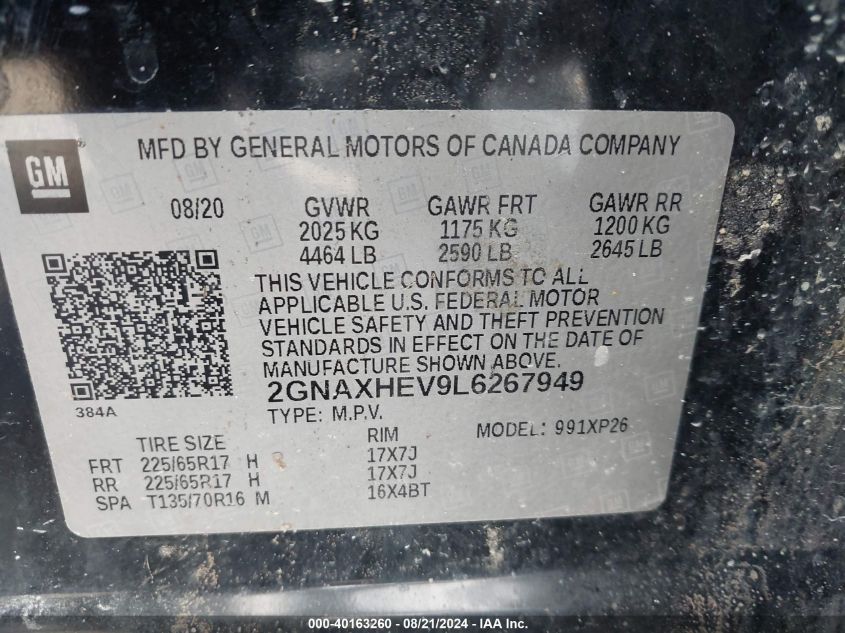 GM
MFD BY GENERAL MOTORS OF CANADA COMPANY
08/20 GVWR GAWR FRT GAWR RR
2025 KG 1175 KG 1200 KG
4464 LB 2590 LB 2645 LB
THIS VEHICLE CONFORMS TO ALL
APPLICABLE U.S. FEDERAL MOTOR
VEHICLE SAFETY AND THEFT PREVENTION
STANDARDS IN EFFECT ON THE DATE OF
MANUFACTURE SHOWN ABOVE.
384A
2GNAXHEV9L6267949
TYPE: M.P.V.
MODEL: 991XP26
TIRE SIZE RIM
FRT 225/65R17 H 17X7J
RR 225/65R17 H 17X7J
SPA T135/70R16 M 16X4BT
000-40163260 - 08/21/2024 - IAA Inc.